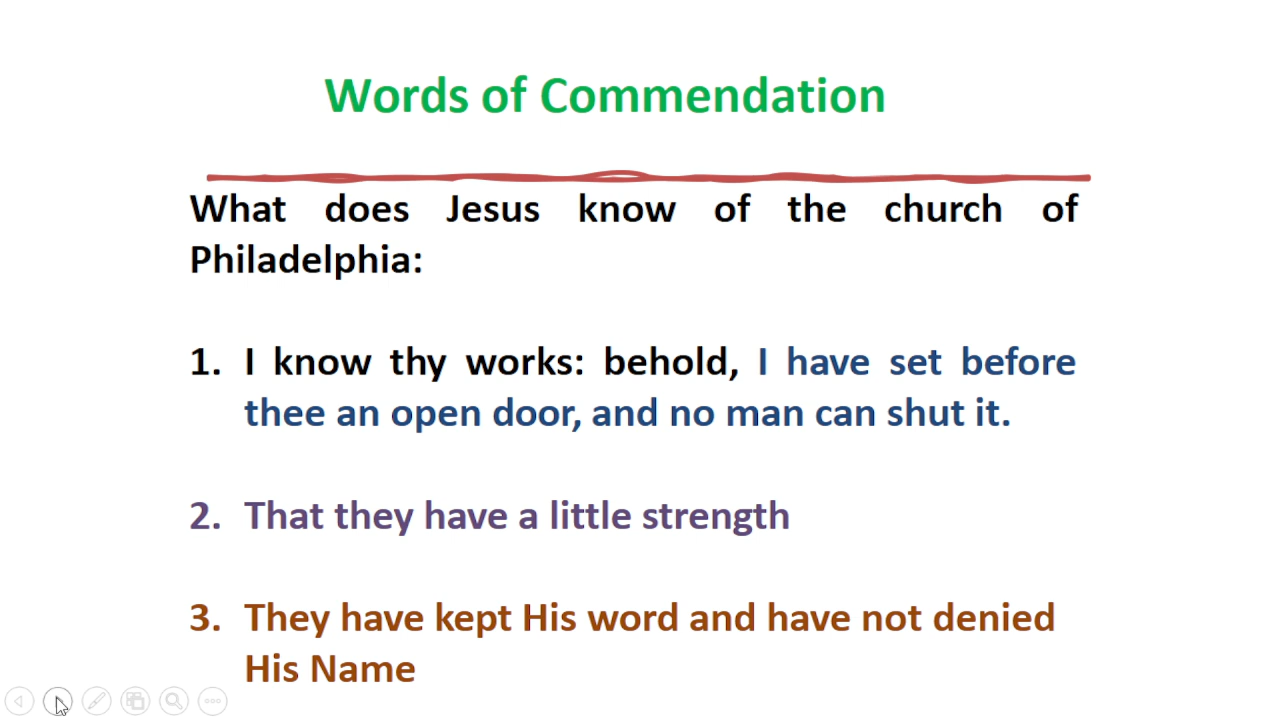 Words of Commendation
What does Jesus know of the church of
Philadelphia:
1. I know thy works: behold, I have set before
thee an open door, and no man can shut it.
2. That they have a little strength
3. They have kept His word and have not denied
His Name